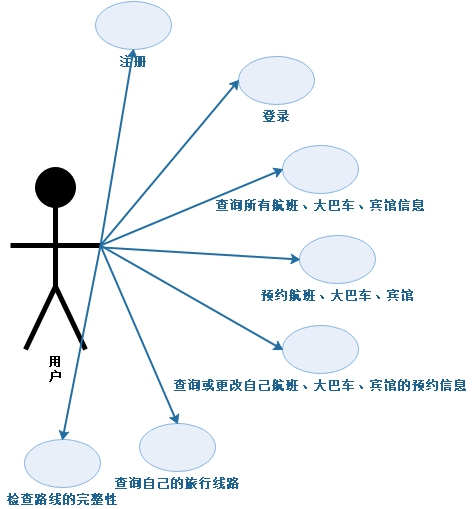 注册
登录
查询所有航班、大巴车、宾馆信息
预约航班、大巴车、宾馆
查询或更改自己航班、大巴车、宾馆的预约信息
用
户
查询自己的旅行线路
检查路线的完整性